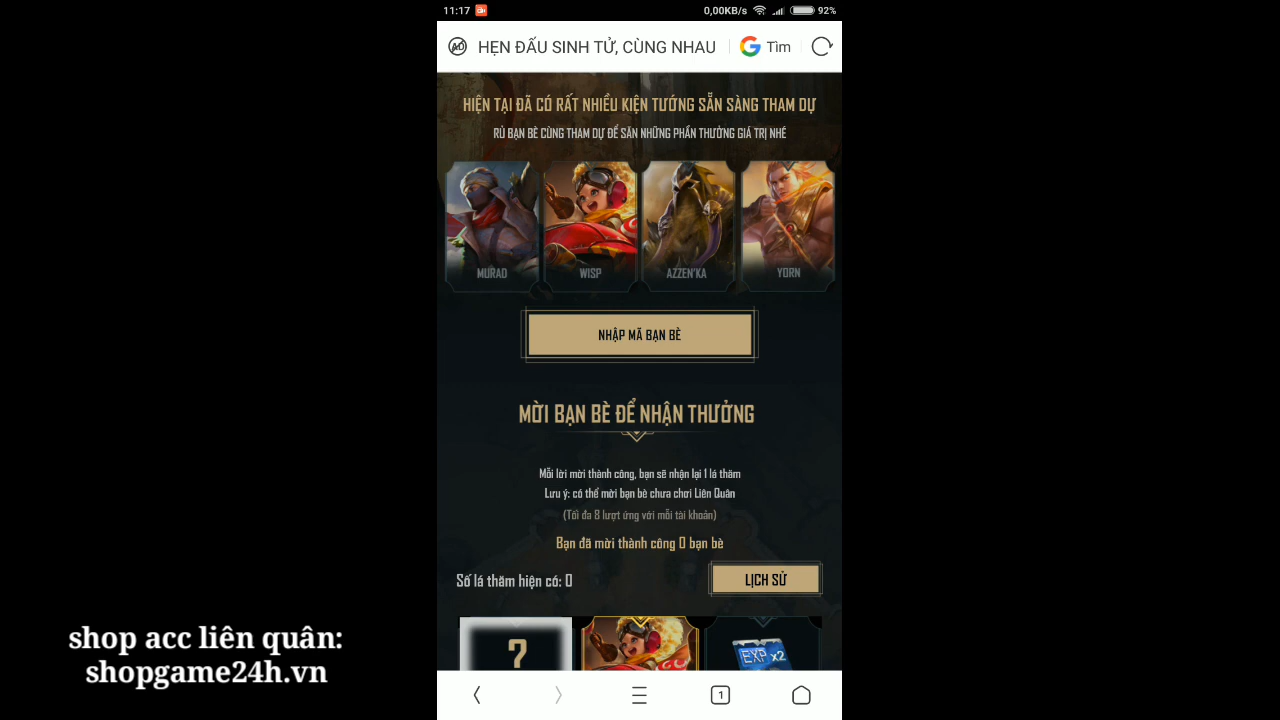 11:17
0,00KB/s
92%
AD
HẸN ĐẤU SINH TỬ, CÙNG NHAU
Tìm
HIỆN TẠI ĐÃ CÓ RẤT NHIỀU KIỆN TƯỚNG SẴN SÀNG THAM DỰ
RỦ BẠN BÈ CÙNG THAM DỰ ĐỂ SĂN NHỮNG PHẦN THƯỞNG GIÁ TRỊ NHÉ
MURAD
WISP
AZZEN'KA
YORN
NHẬP MÃ BẠN BÈ
MỜI BẠN BÈ ĐỂ NHẬN THƯỞNG
Mỗi lời mời thành công, bạn sẽ nhận lại 1 lá thăm
Lưu ý: có thể mời bạn bè chưa chơi Liên Quân
(Tối đa 8 lượt ứng với mỗi tài khoản)
Bạn đã mời thành công 0 bạn bè
Số lá thăm hiện có: 0
LỊCH SỬ
?
EXP x2
1
shop acc liên quân:
shopgame24h.vn